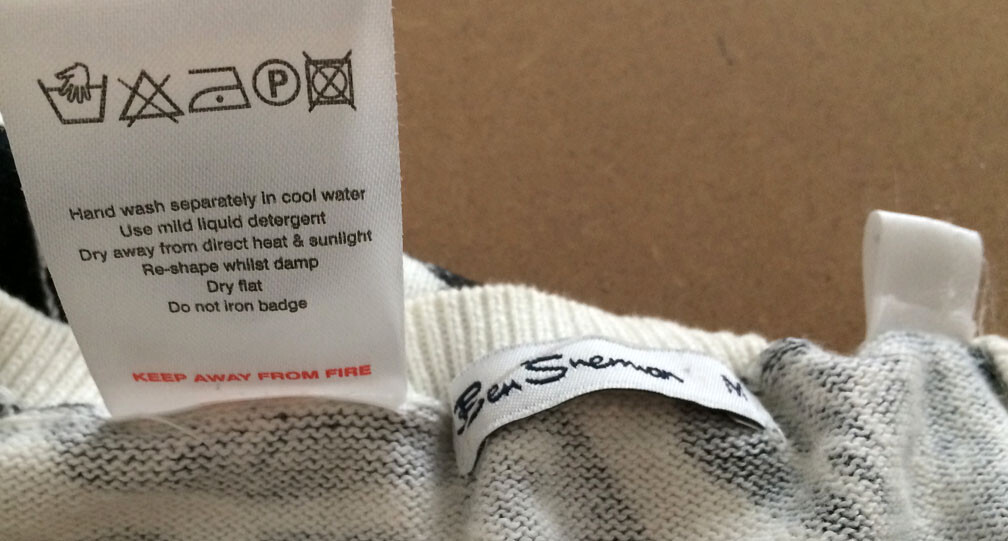 P
Hand wash separately in cool water
Use mild liquid detergent
Dry away from direct heat & sunlight
Re-shape whilst damp
Dry flat
Do not iron badge
KEEP AWAY FROM FIRE
Ben Sherman M